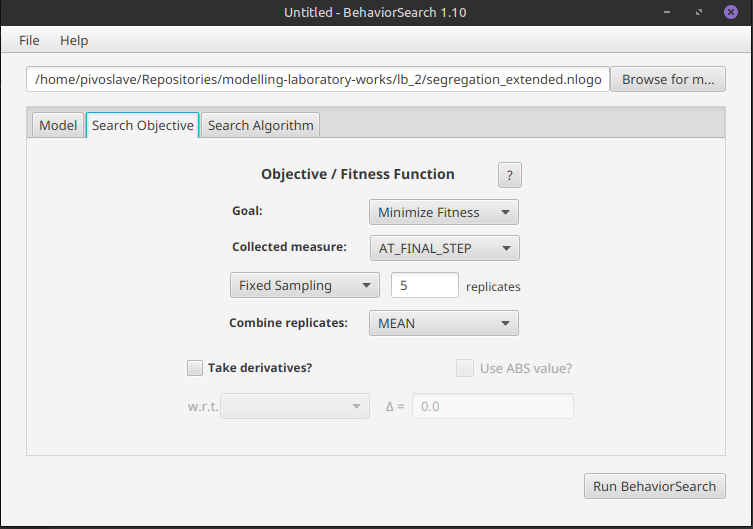 Untitled - BehaviorSearch 1.10
File Help
/home/pivoslave/Repositories/modelling-laboratory-works/lb_2/segregation_extended.nlogo Browse for m...
Model Search Objective Search Algorithm
Objective / Fitness Function ?
Goal: Minimize Fitness
Collected measure: AT_FINAL_STEP
Fixed Sampling 5 replicates
Combine replicates: MEAN
Take derivatives? Use ABS value?
w.r.t. Δ = 0.0
Run BehaviorSearch